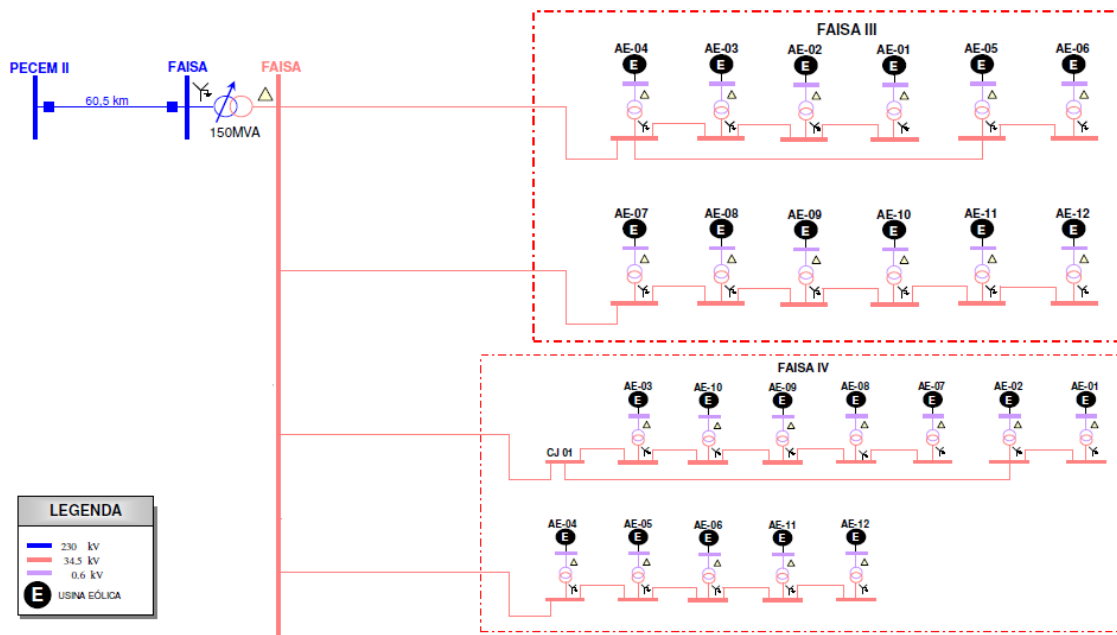 PECEM II
FAISA
FAISA
60,5 km
150MVA
FAISA III
AE-04 AE-03 AE-02 AE-01 AE-05 AE-06
E E E E E E
AE-07 AE-08 AE-09 AE-10 AE-11 AE-12
E E E E E E
FAISA IV
AE-03 AE-10 AE-09 AE-08 AE-07 AE-02 AE-01
E E E E E E E
CJ 01
AE-04 AE-05 AE-06 AE-11 AE-12
E E E E E
LEGENDA
230 kV
34.5 kV
0.6 kV
E USINA EÓLICA